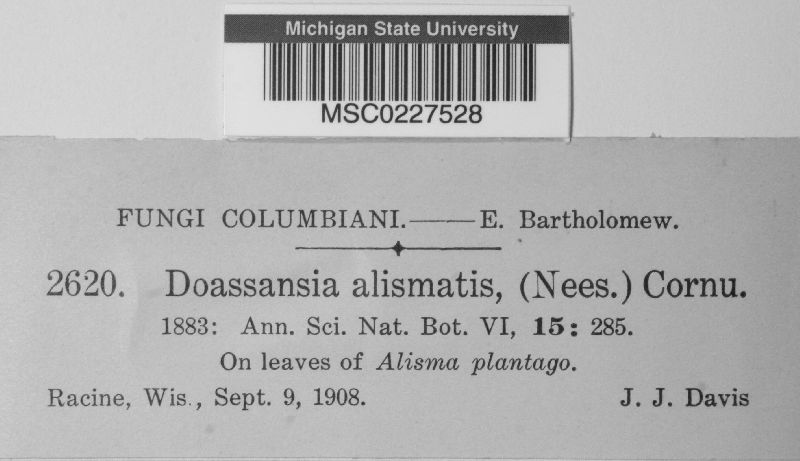 Michigan State University
MSC0227528
FUNGI COLUMBIANI.——E. Bartholomew.
2620. Doassansia alismatis, (Nees.) Cornu.
1883: Ann. Sci. Nat. Bot. VI, 15: 285.
On leaves of Alisma plantago.
Racine, Wis., Sept. 9, 1908. J. J. Davis